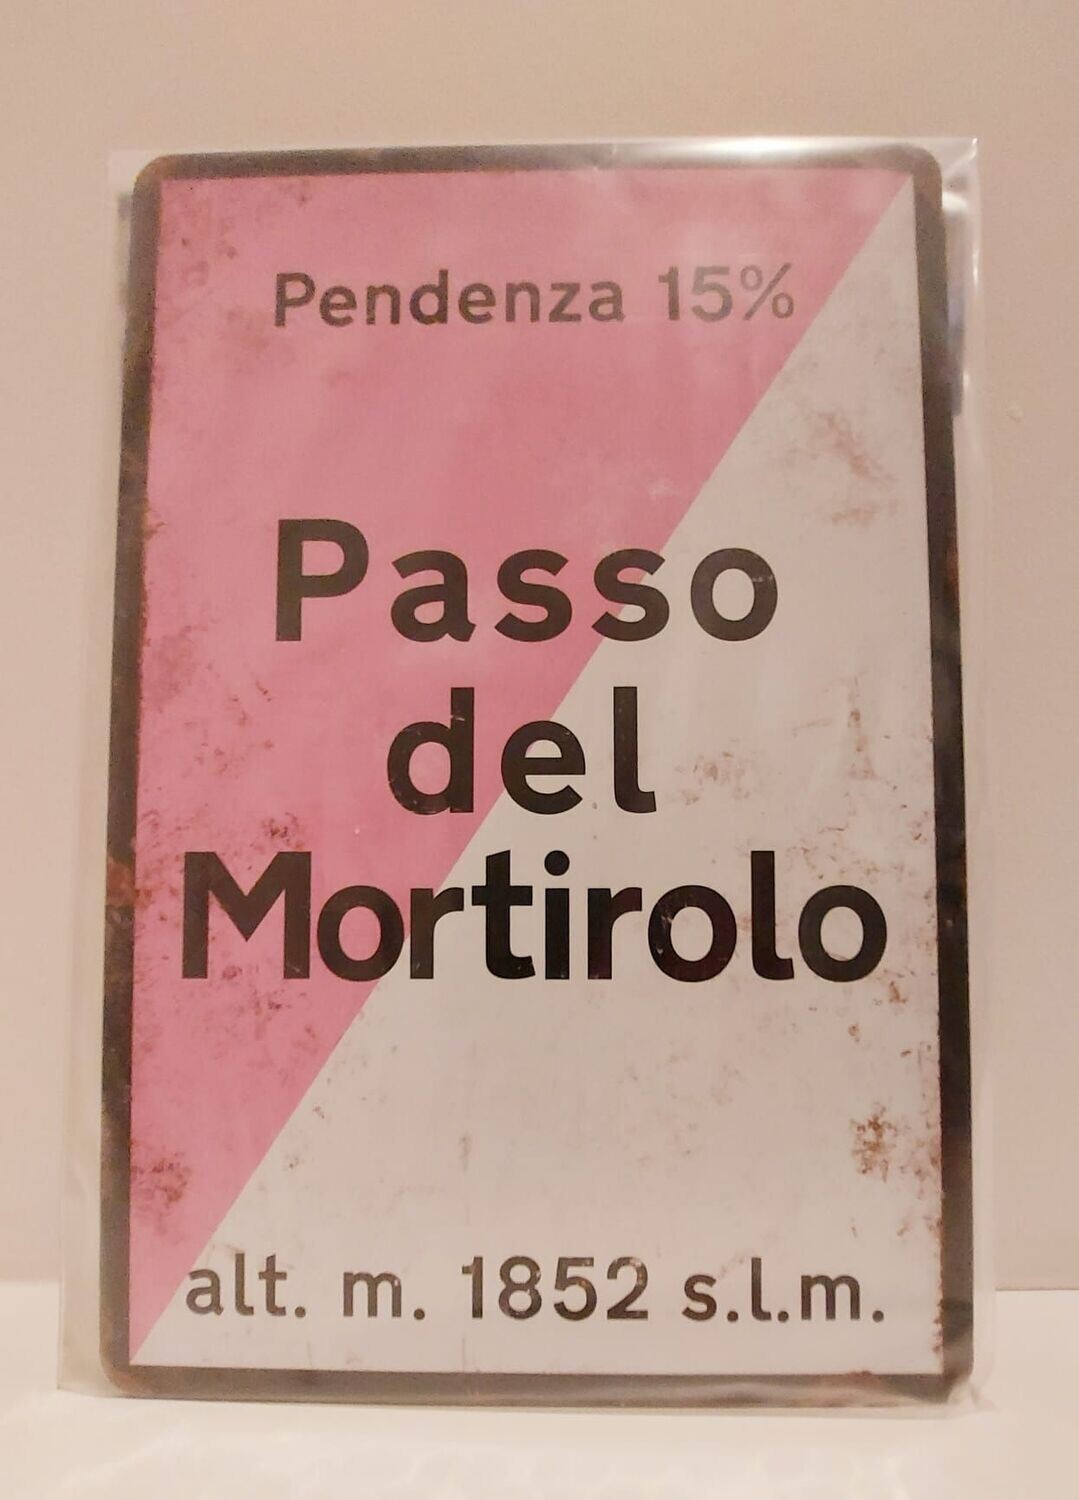 Pendenza 15%
Passo
del
Mortirolo
alt. m. 1852 s.l.m.